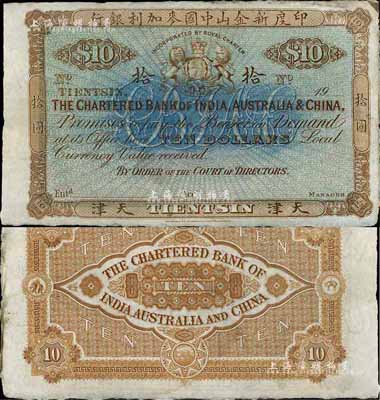 印度新金山中國麥加利銀行
INCORPORATED BY ROYAL CHARTER
$10 $10
Nº 拾 拾 Nº
TIENTSIN, 19
THE CHARTERED BANK OF INDIA, AUSTRALIA & CHINA,
Promises to pay the Bearer on Demand
at its Office here TEN DOLLARS Local
Currency Value received.
BY ORDER OF THE COURT OF DIRECTORS.
Entd MANAGER
拾圓
拾圓
津天 TIENTSIN 津天
TEN TEN TEN
THE CHARTERED BANK OF
TEN
INDIA AUSTRALIA AND CHINA
TEN TEN
10 10